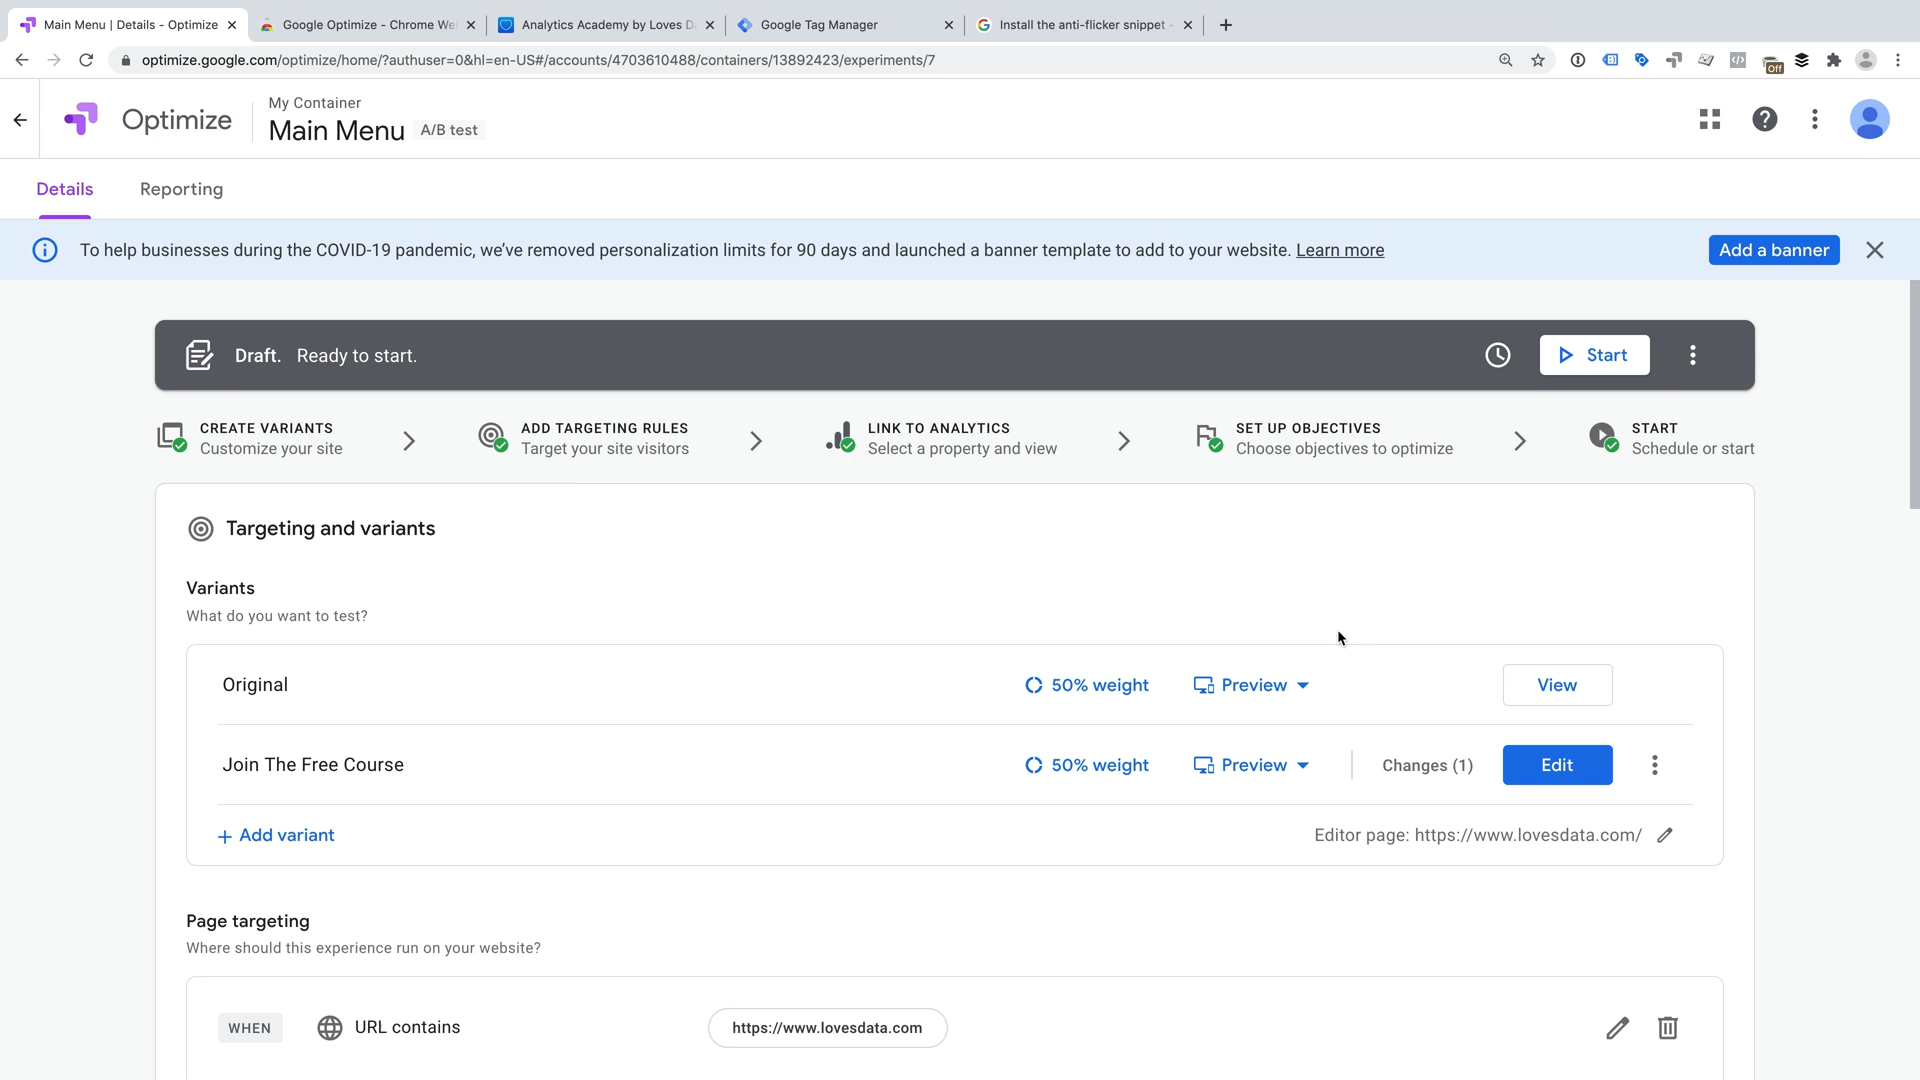 Main Menu | Details - Optimize
Google Optimize - Chrome We
Analytics Academy by Loves D
Google Tag Manager
Install the anti-flicker snippet -
optimize.google.com/optimize/home/?authuser=0&hl=en-US#/accounts/4703610488/containers/13892423/experiments/7
Off
Optimize
My Container
Main Menu
A/B test
Details
Reporting
To help businesses during the COVID-19 pandemic, we've removed personalization limits for 90 days and launched a banner template to add to your website. Learn more
Add a banner
Draft. Ready to start.
Start
CREATE VARIANTS
Customize your site
ADD TARGETING RULES
Target your site visitors
LINK TO ANALYTICS
Select a property and view
SET UP OBJECTIVES
Choose objectives to optimize
START
Schedule or start
Targeting and variants
Variants
What do you want to test?
Original
50% weight
Preview
View
Join The Free Course
50% weight
Preview
Changes (1)
Edit
+ Add variant
Editor page: https://www.lovesdata.com/
Page targeting
Where should this experience run on your website?
WHEN
URL contains
https://www.lovesdata.com